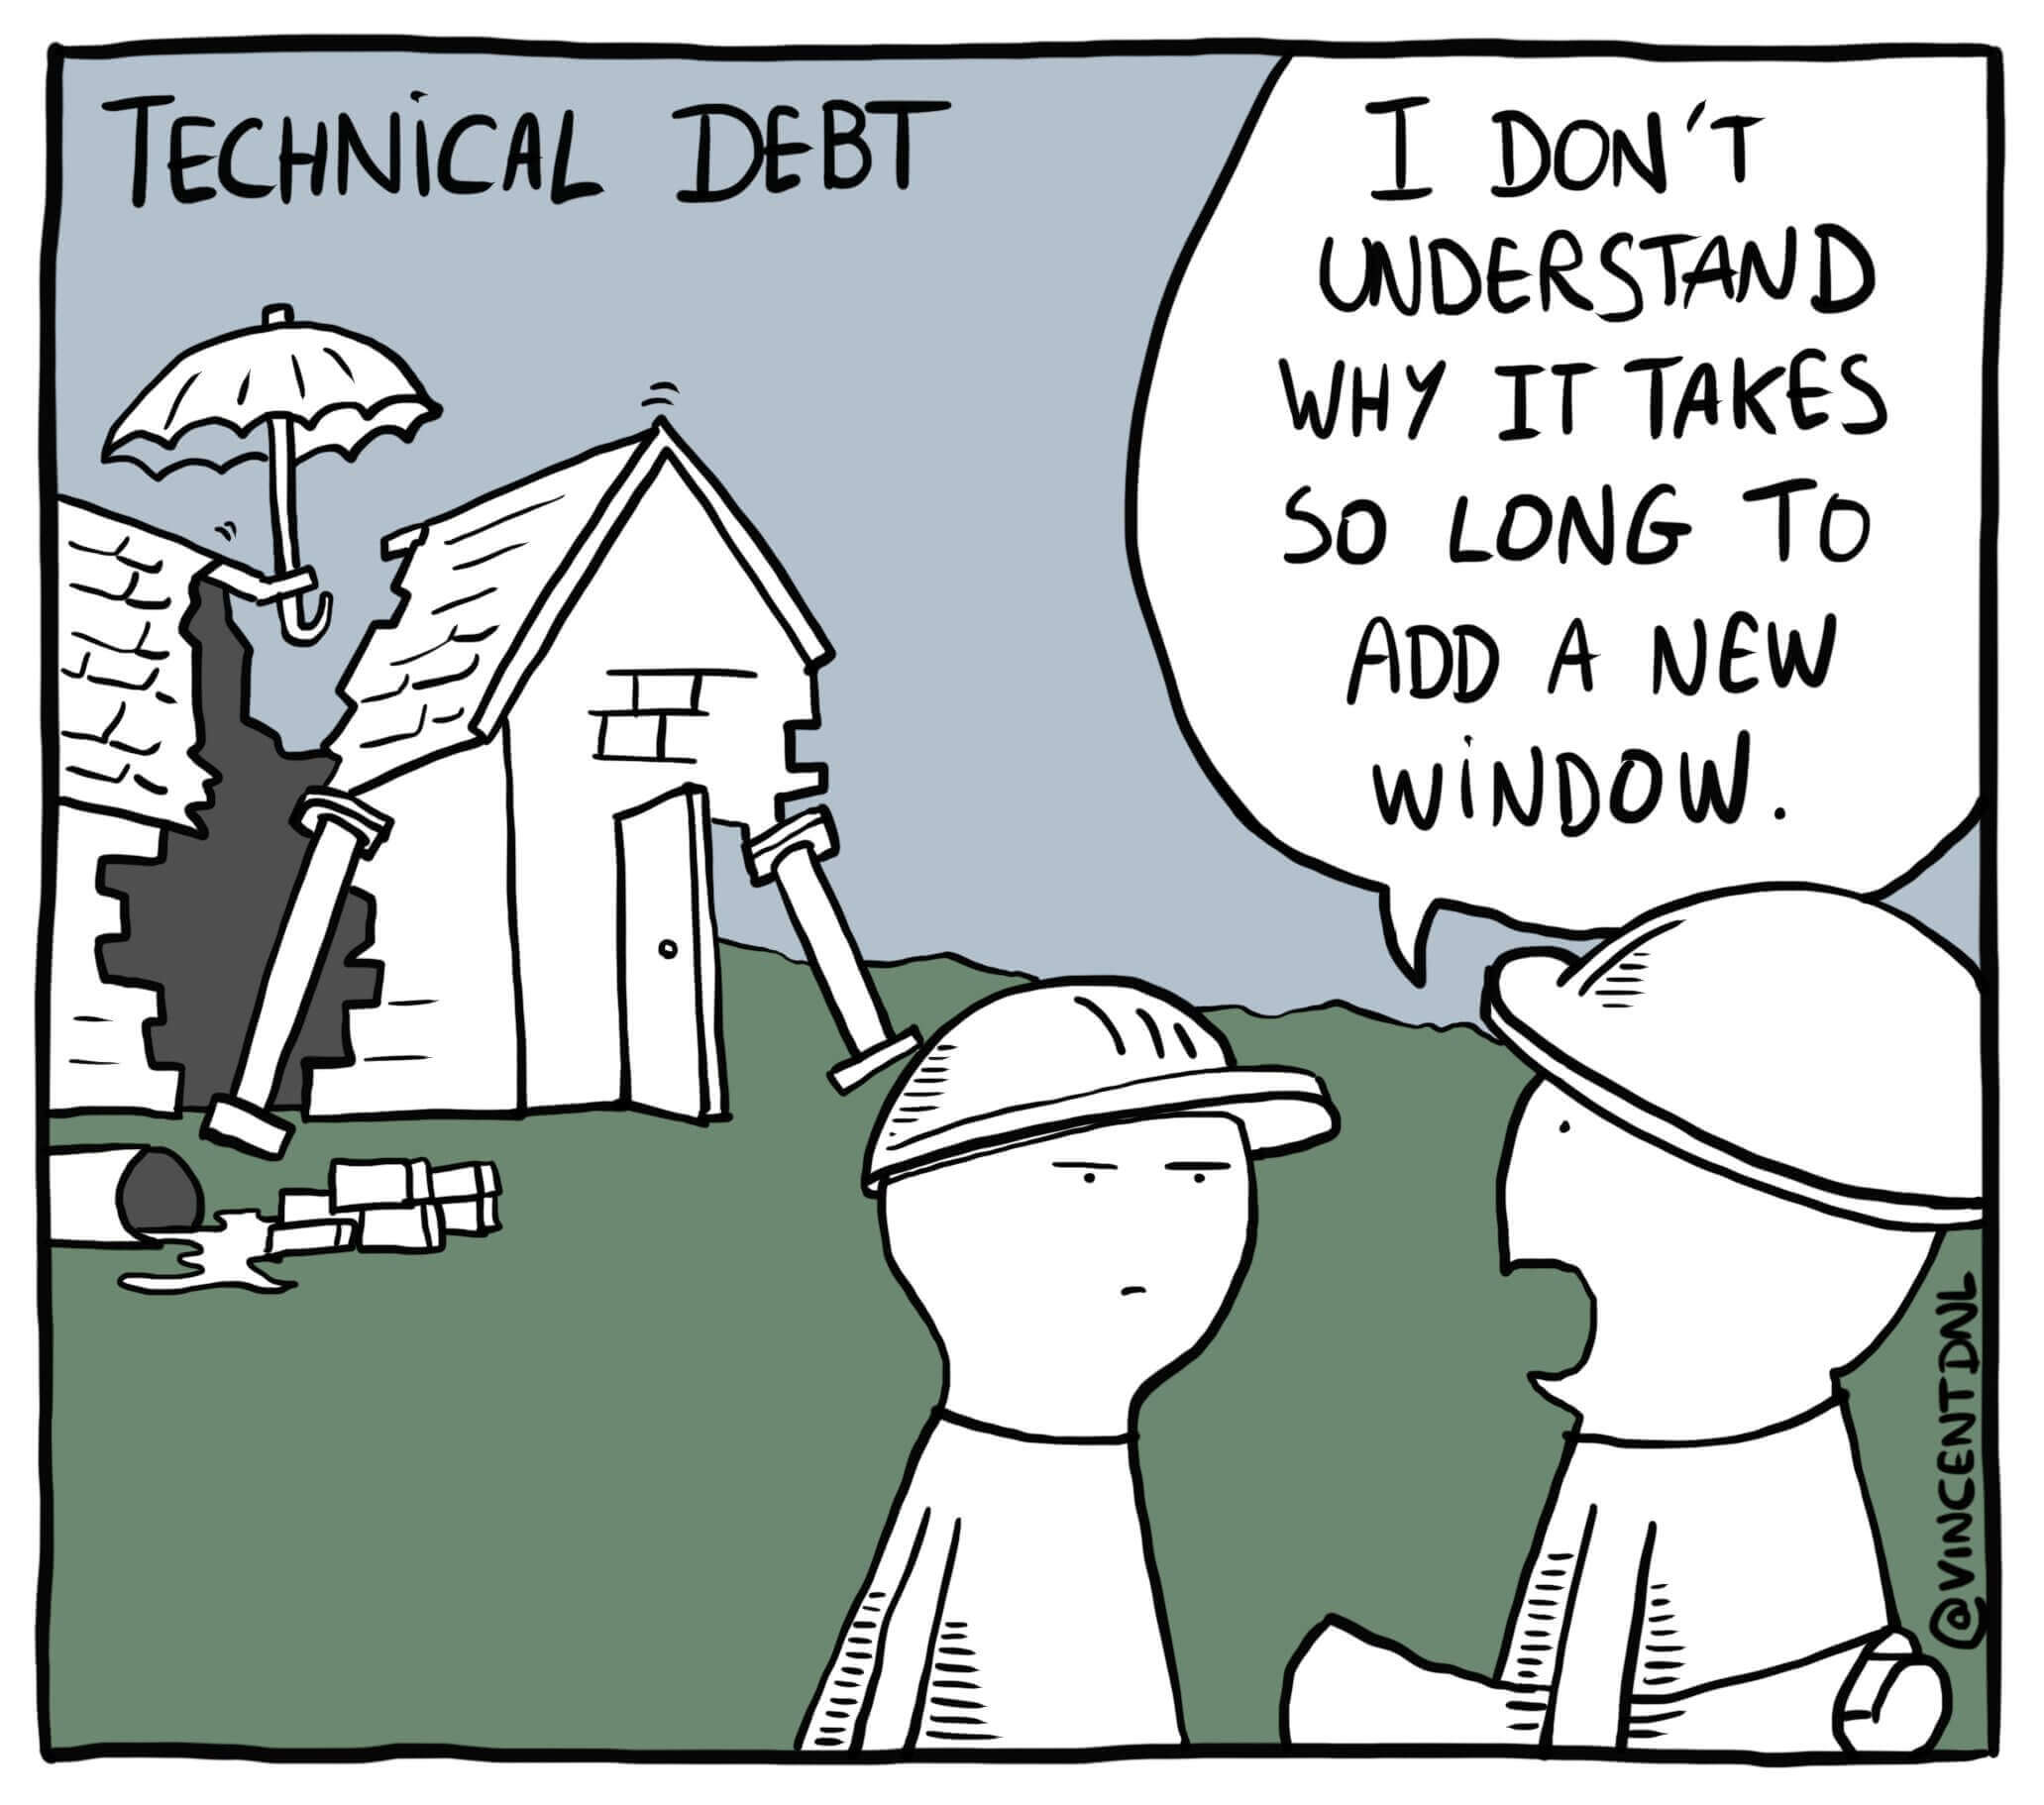 TECHNICAL DEBT
I DON'T
UNDERSTAND
WHY IT TAKES
SO LONG TO
ADD A NEW
WINDOW.
@VINCENTDNL